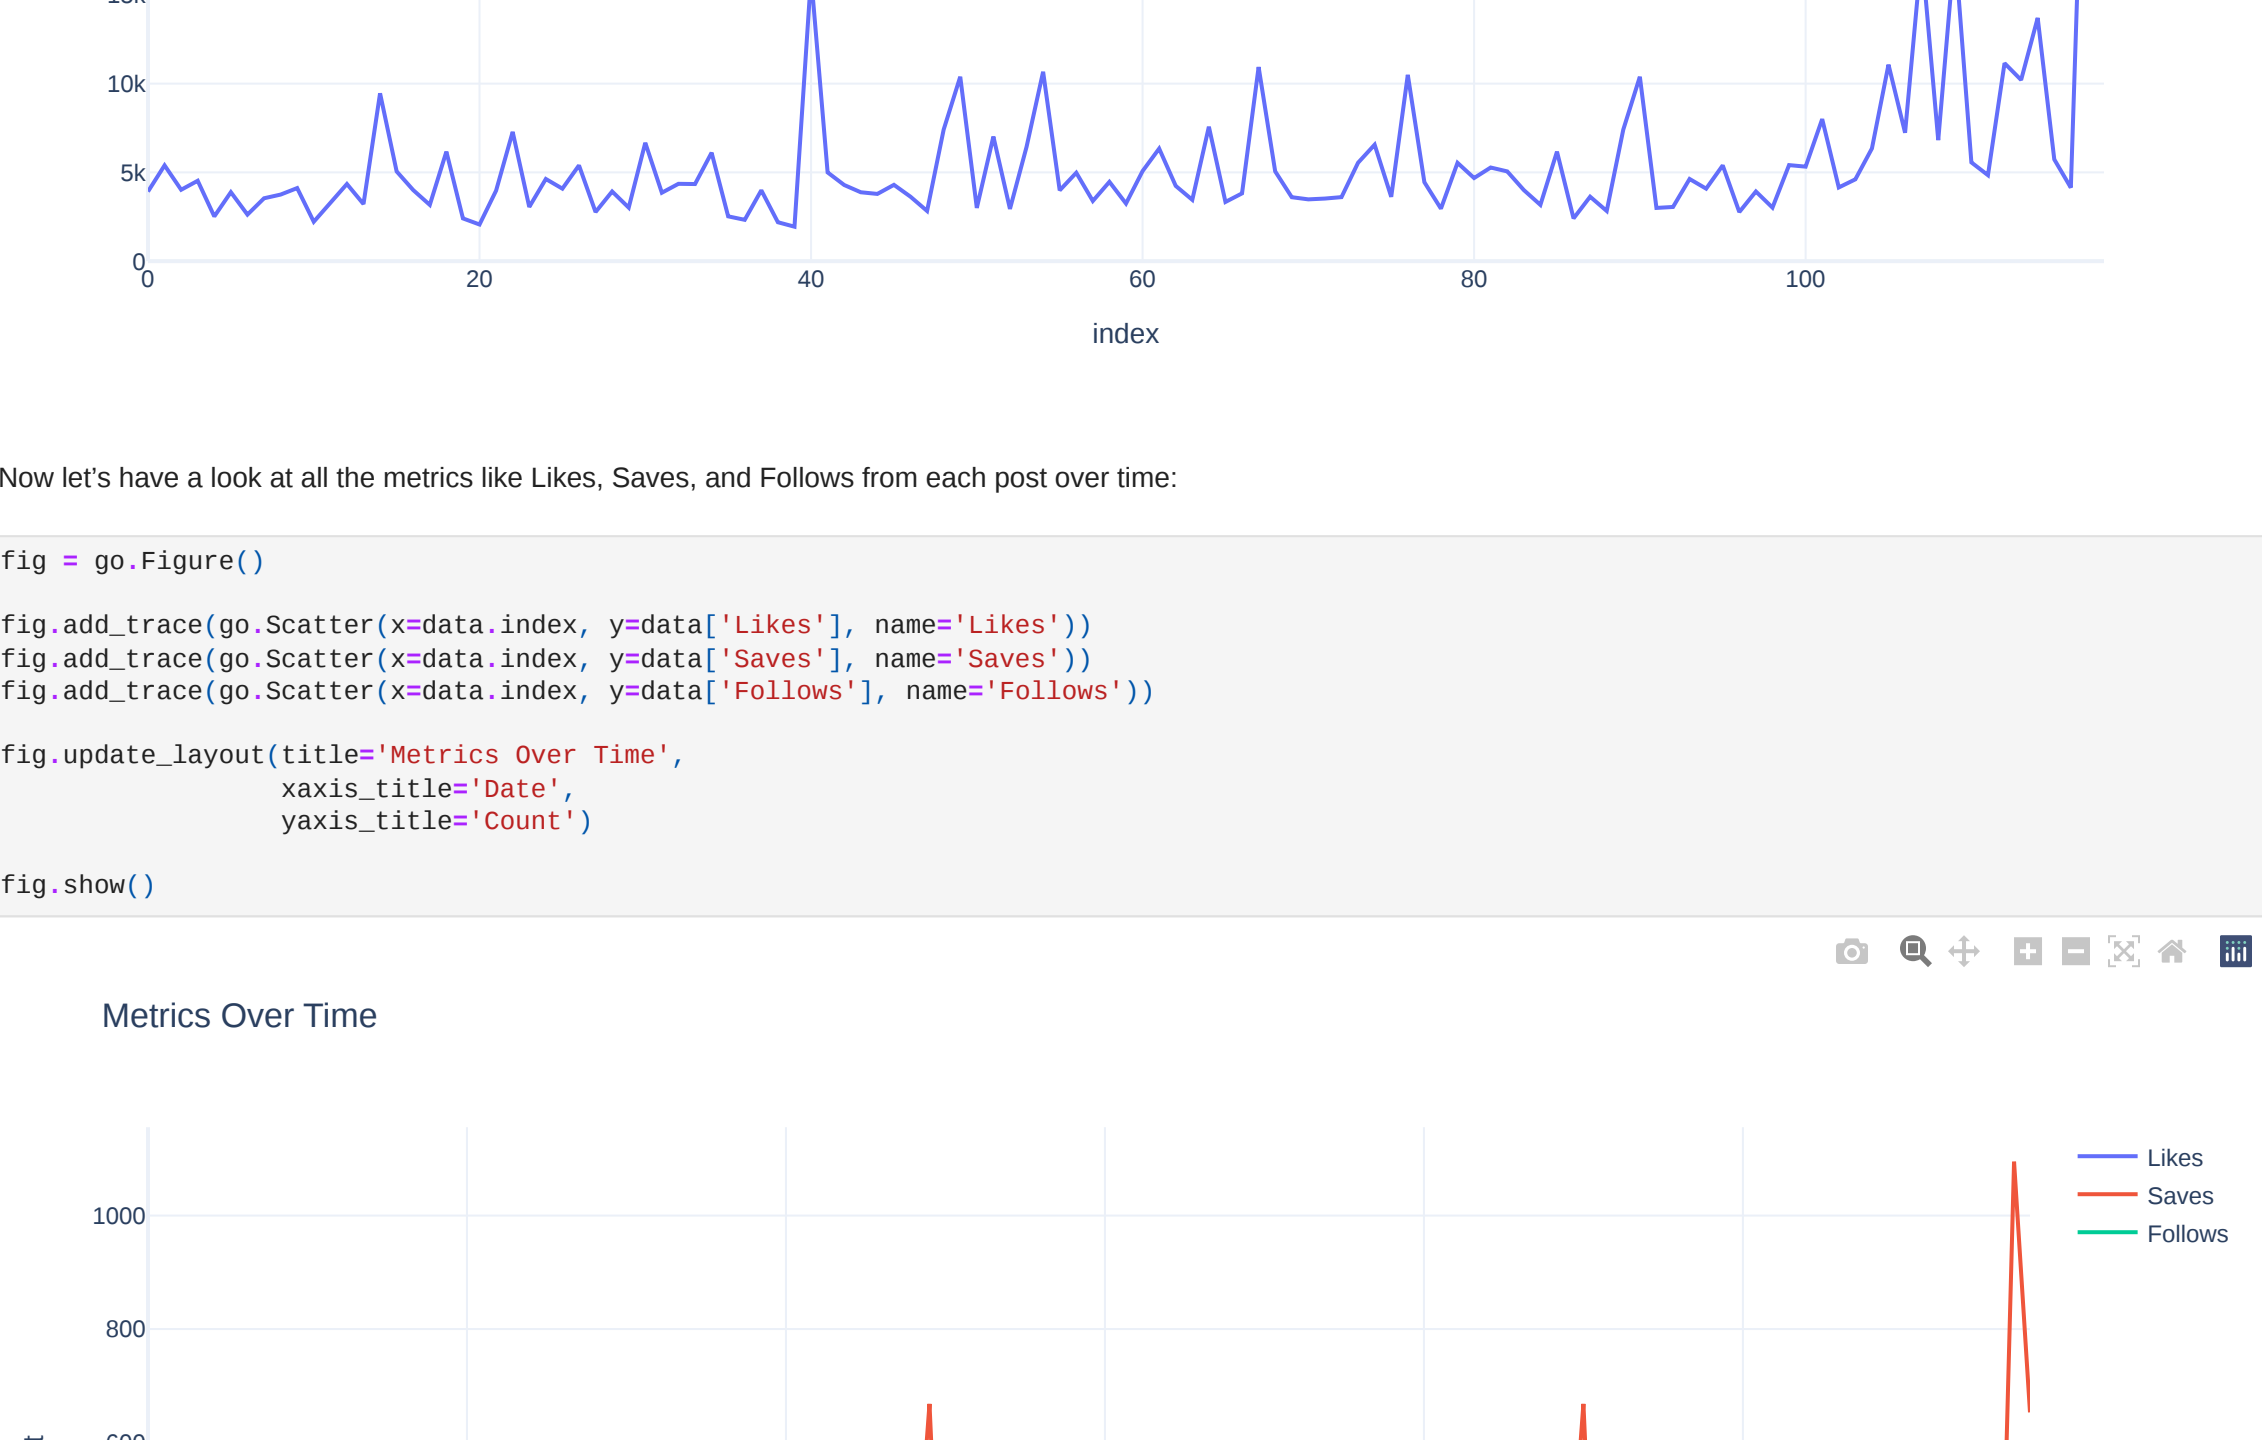 15k
10k
5k
0
0 20 40 60 80 100
index
Now let’s have a look at all the metrics like Likes, Saves, and Follows from each post over time:
fig = go.Figure()
fig.add_trace(go.Scatter(x=data.index, y=data['Likes'], name='Likes'))
fig.add_trace(go.Scatter(x=data.index, y=data['Saves'], name='Saves'))
fig.add_trace(go.Scatter(x=data.index, y=data['Follows'], name='Follows'))
fig.update_layout(title='Metrics Over Time',
xaxis_title='Date',
yaxis_title='Count')
fig.show()
Metrics Over Time
Likes
Saves
Follows
1000
800
600